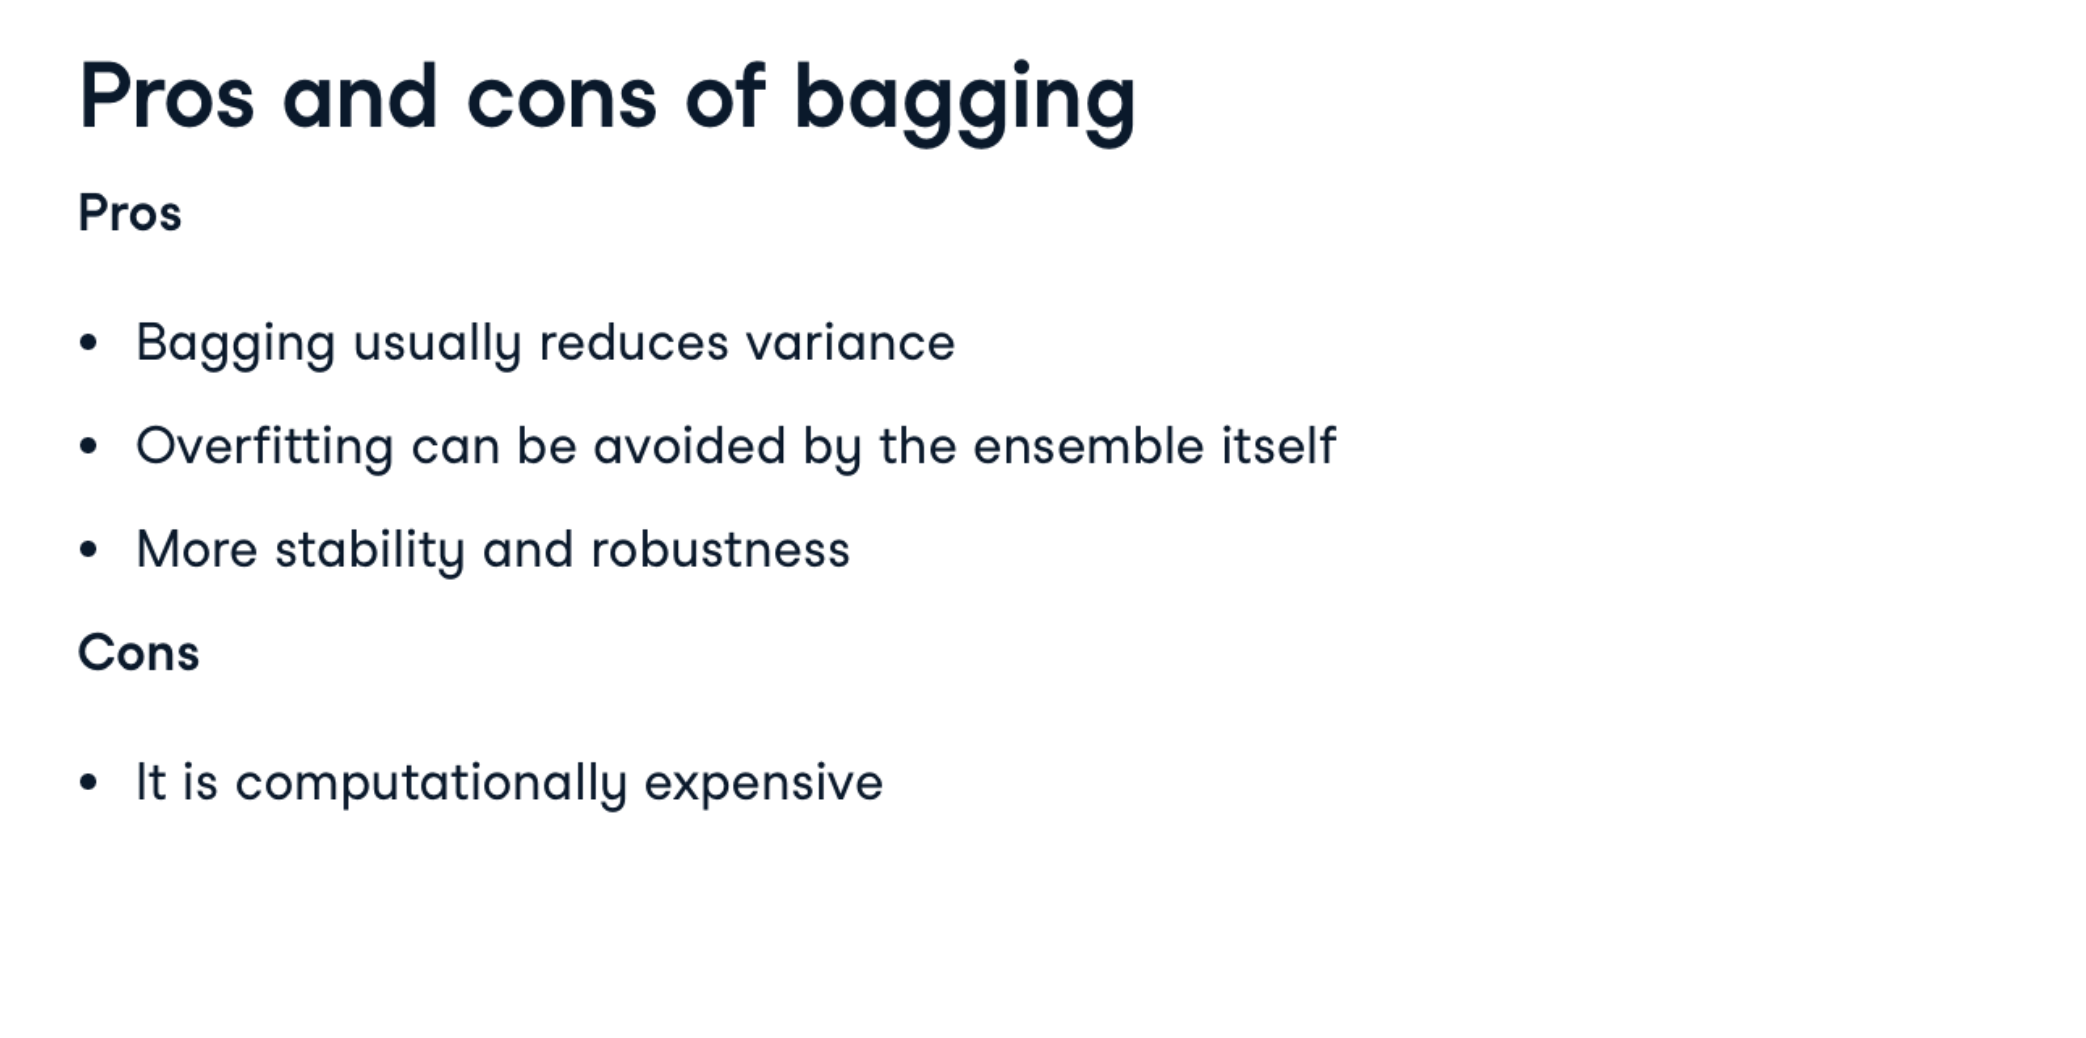 Pros and cons of bagging
Pros
• Bagging usually reduces variance
• Overfitting can be avoided by the ensemble itself
• More stability and robustness
Cons
• It is computationally expensive